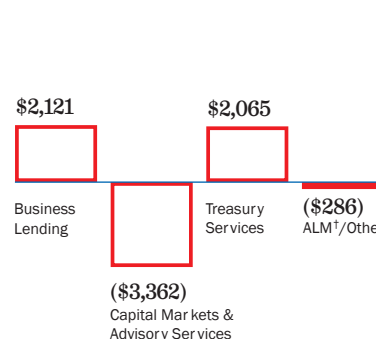 $2,121
$2,065
Business
Lending
Treasury
Services
($286)
ALM†/Othe
($3,362)
Capital Markets &
Advisory Services